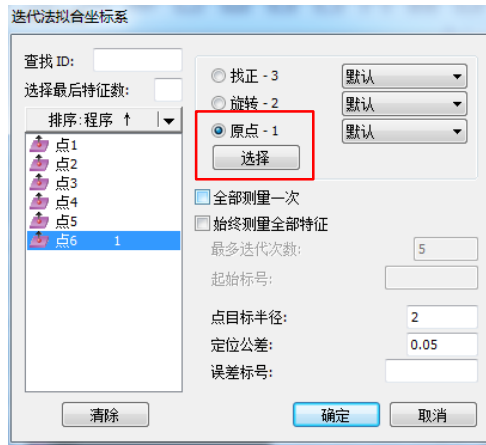 迭代法拟合坐标系
查找 ID:
选择最后特征数:
排序:程序 ↑
点1
点2
点3
点4
点5
点6 1
清除
找正 - 3 默认
旋转 - 2 默认
原点 - 1 默认
选择
全部测量一次
始终测量全部特征
最多迭代次数: 5
起始标号:
点目标半径: 2
定位公差: 0.05
误差标号:
确定 取消